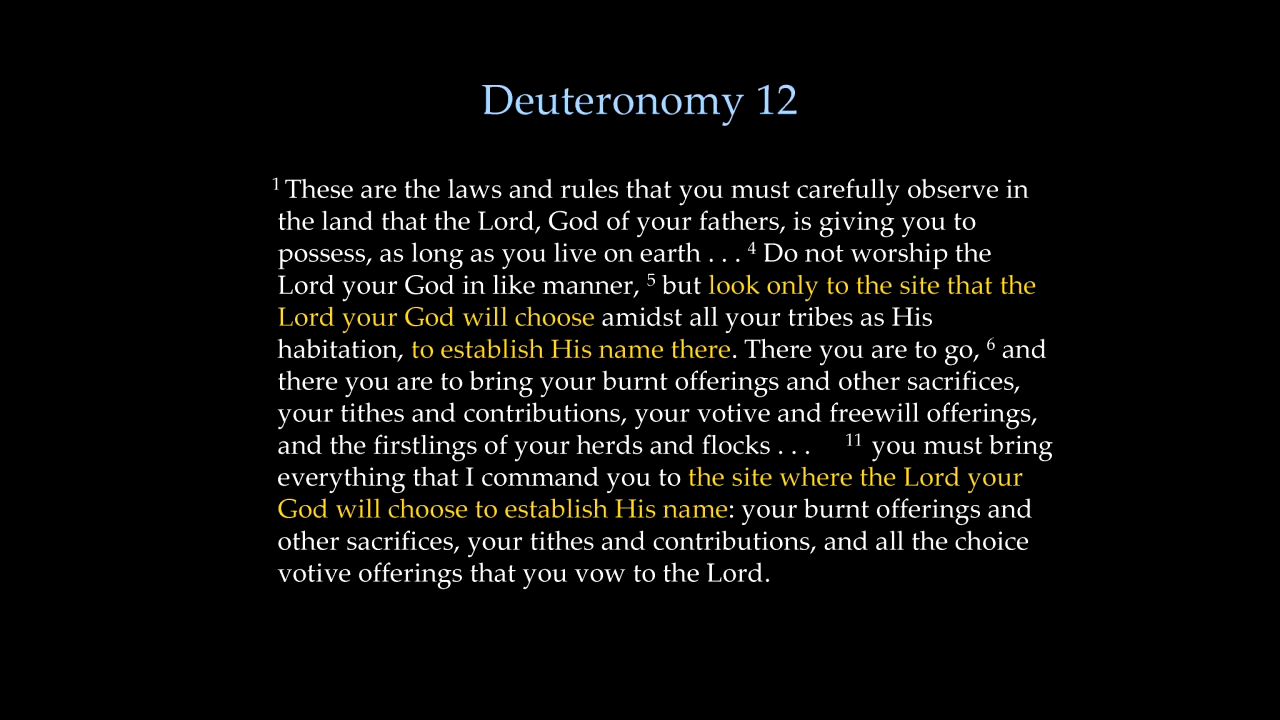 Deuteronomy 12
¹ These are the laws and rules that you must carefully observe in
the land that the Lord, God of your fathers, is giving you to
possess, as long as you live on earth . . . ⁴ Do not worship the
Lord your God in like manner, ⁵ but look only to the site that the
Lord your God will choose amidst all your tribes as His
habitation, to establish His name there. There you are to go, ⁶ and
there you are to bring your burnt offerings and other sacrifices,
your tithes and contributions, your votive and freewill offerings,
and the firstlings of your herds and flocks . . . ¹¹ you must bring
everything that I command you to the site where the Lord your
God will choose to establish His name: your burnt offerings and
other sacrifices, your tithes and contributions, and all the choice
votive offerings that you vow to the Lord.